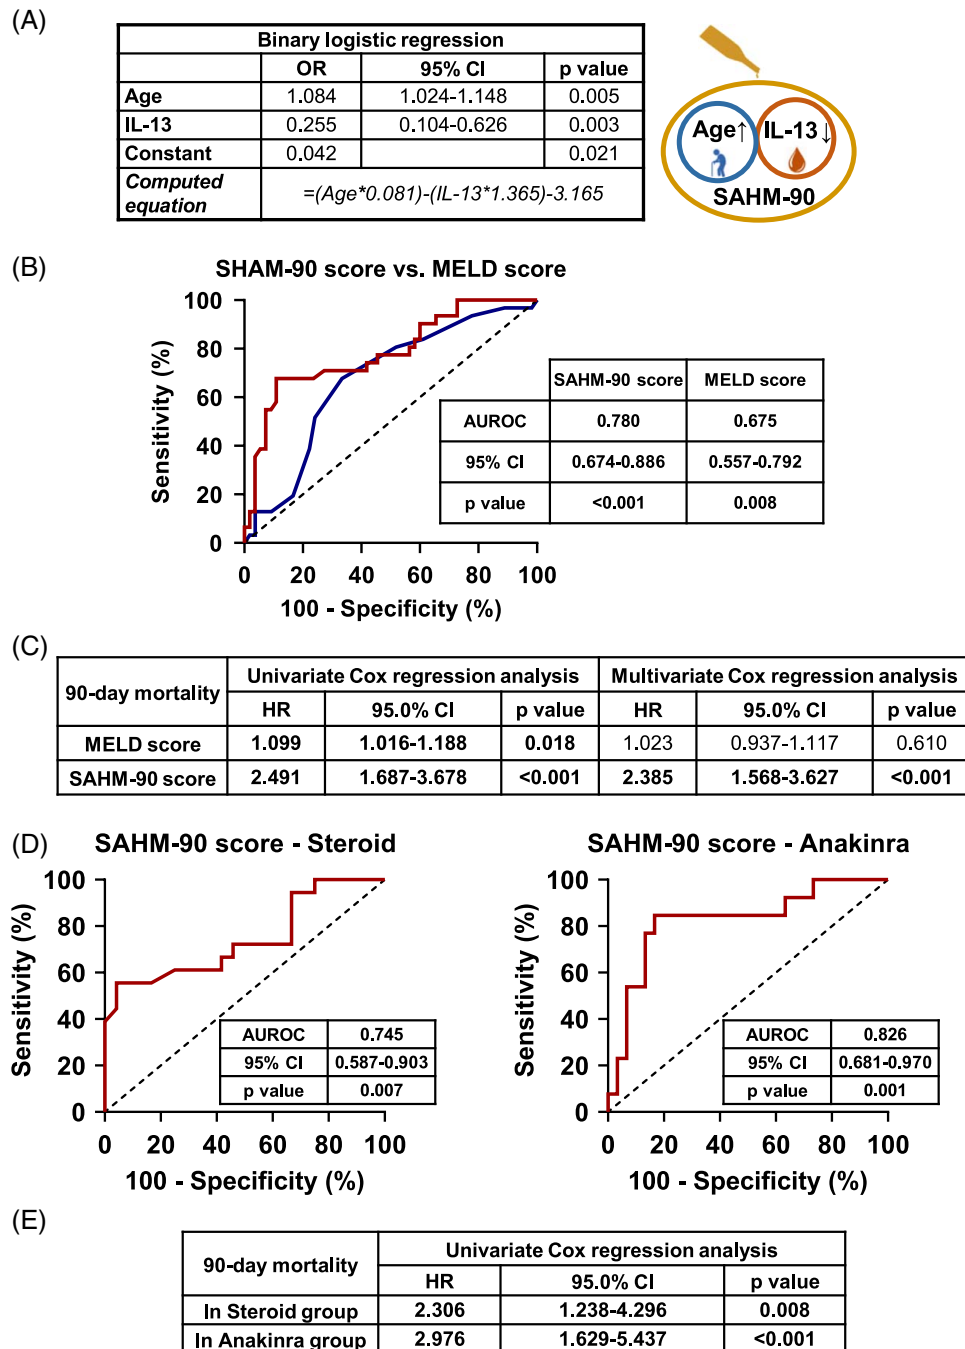 (A)
Binary logistic regression
OR 95% CI p value
Age 1.084 1.024-1.148 0.005
IL-13 0.255 0.104-0.626 0.003
Constant 0.042 0.021
Computed equation =(Age*0.081)-(IL-13*1.365)-3.165
Age↑ IL-13↓
SAHM-90
(B)
SHAM-90 score vs. MELD score
Sensitivity (%)
100
80
60
40
20
0
0 20 40 60 80 100
100 - Specificity (%)
SAHM-90 score MELD score
AUROC 0.780 0.675
95% CI 0.674-0.886 0.557-0.792
p value <0.001 0.008
(C)
90-day mortality Univariate Cox regression analysis Multivariate Cox regression analysis
HR 95.0% CI p value HR 95.0% CI p value
MELD score 1.099 1.016-1.188 0.018 1.023 0.937-1.117 0.610
SAHM-90 score 2.491 1.687-3.678 <0.001 2.385 1.568-3.627 <0.001
(D)
SAHM-90 score - Steroid
Sensitivity (%)
100
80
60
40
20
0
0 20 40 60 80 100
100 - Specificity (%)
AUROC 0.745
95% CI 0.587-0.903
p value 0.007
SAHM-90 score - Anakinra
Sensitivity (%)
100
80
60
40
20
0
0 20 40 60 80 100
100 - Specificity (%)
AUROC 0.826
95% CI 0.681-0.970
p value 0.001
(E)
90-day mortality Univariate Cox regression analysis
HR 95.0% CI p value
In Steroid group 2.306 1.238-4.296 0.008
In Anakinra group 2.976 1.629-5.437 <0.001